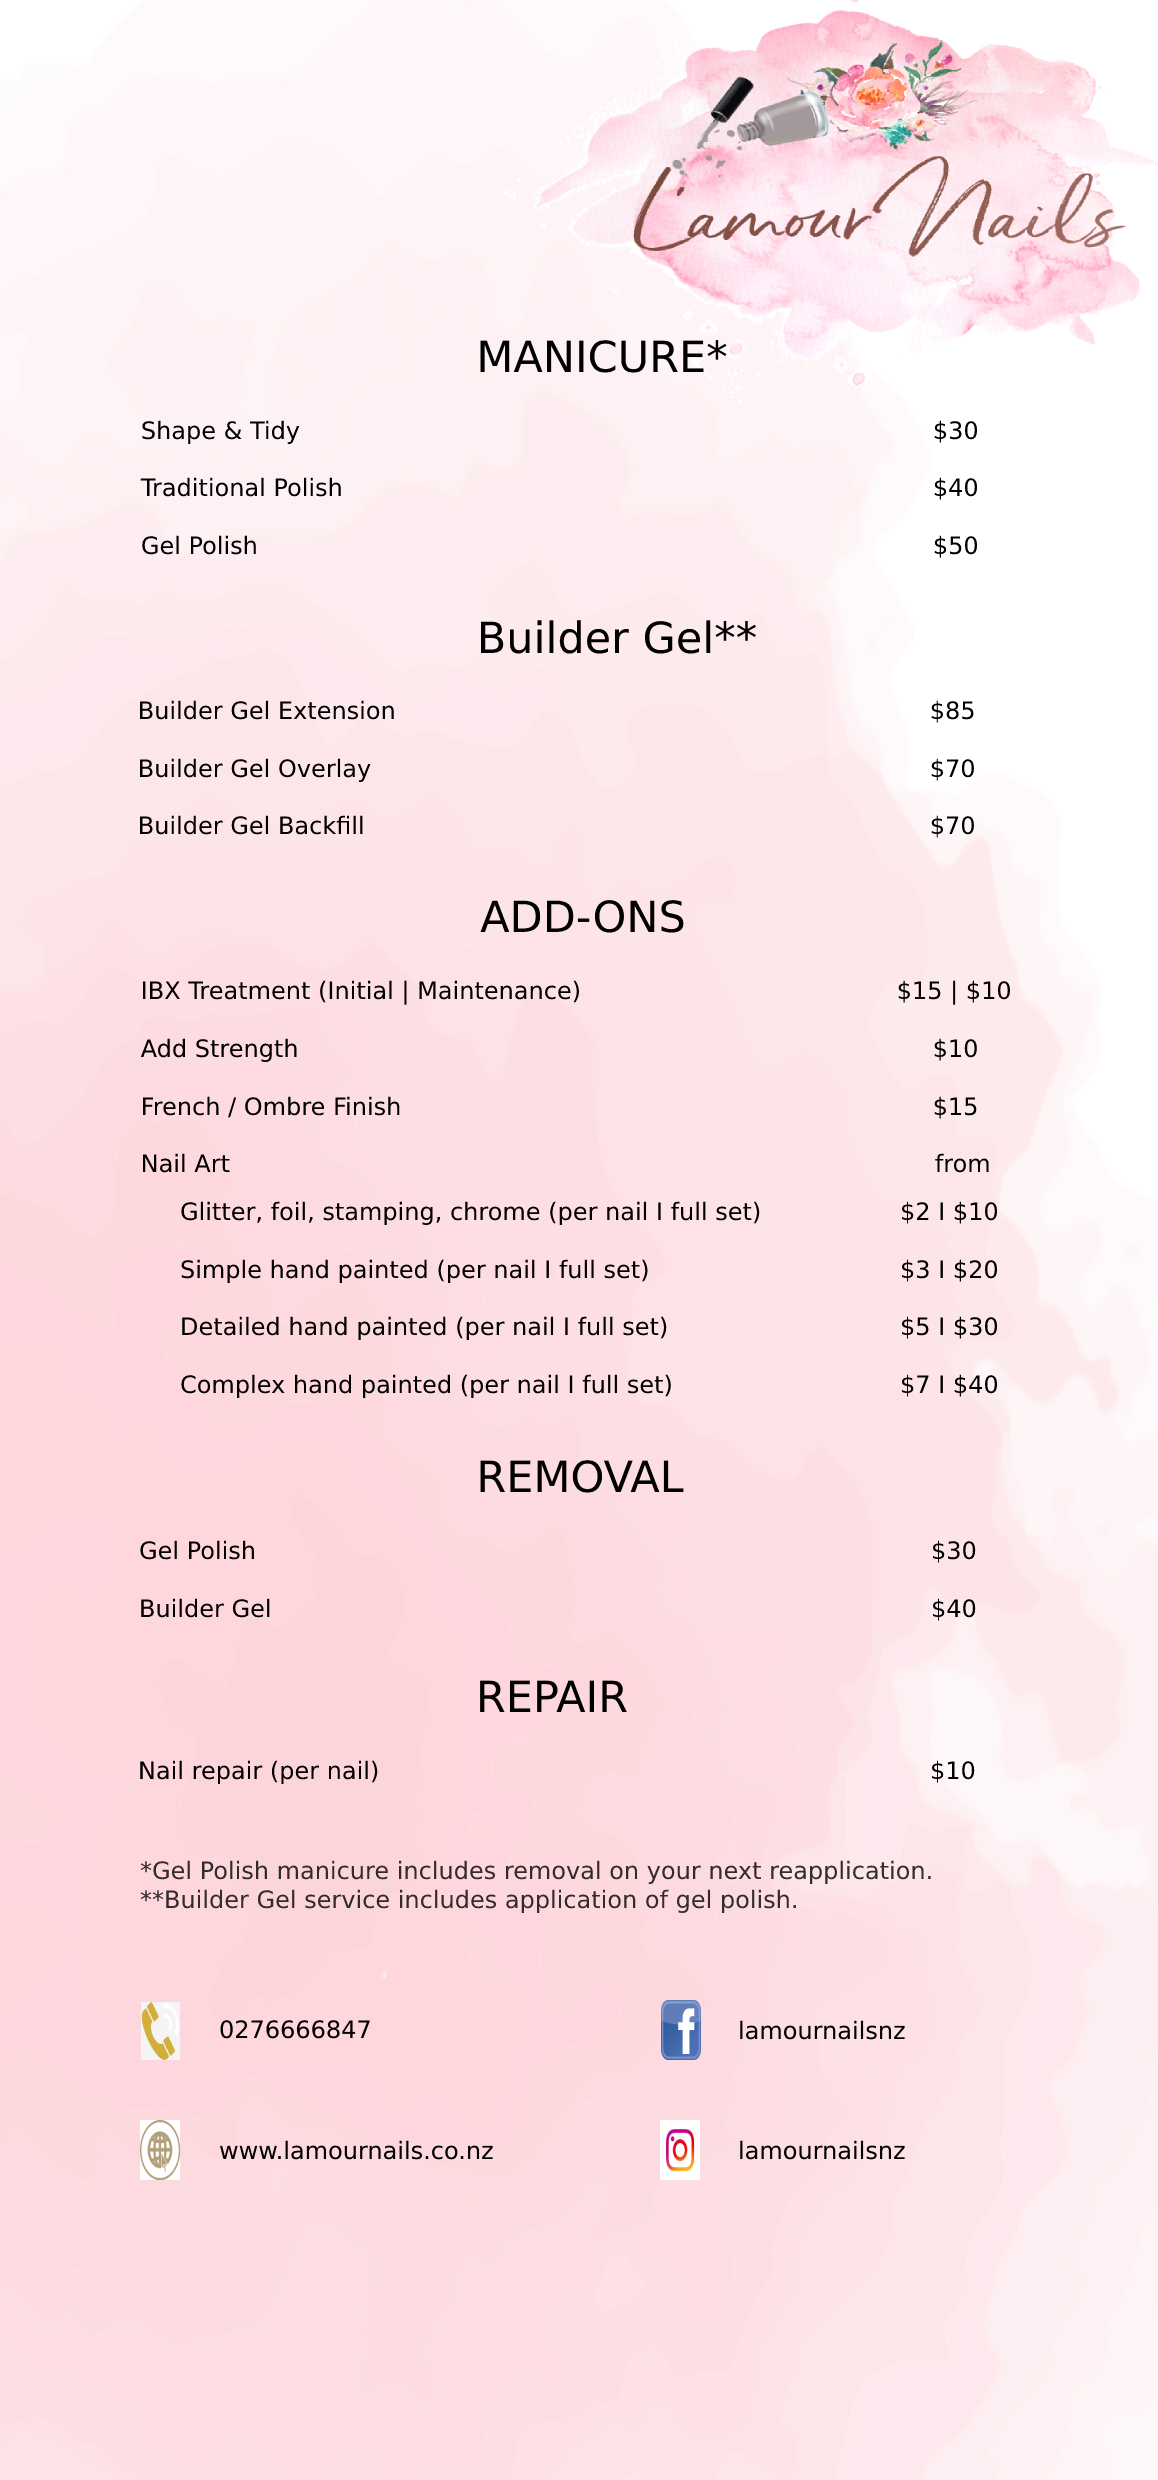 L'amour Nails
MANICURE*
Shape & Tidy $30
Traditional Polish $40
Gel Polish $50
Builder Gel**
Builder Gel Extension $85
Builder Gel Overlay $70
Builder Gel Backfill $70
ADD-ONS
IBX Treatment (Initial | Maintenance) $15 | $10
Add Strength $10
French / Ombre Finish $15
Nail Art from
Glitter, foil, stamping, chrome (per nail I full set) $2 I $10
Simple hand painted (per nail I full set) $3 I $20
Detailed hand painted (per nail I full set) $5 I $30
Complex hand painted (per nail I full set) $7 I $40
REMOVAL
Gel Polish $30
Builder Gel $40
REPAIR
Nail repair (per nail) $10
*Gel Polish manicure includes removal on your next reapplication.
**Builder Gel service includes application of gel polish.
0276666847 lamournailsnz
www.lamournails.co.nz lamournailsnz